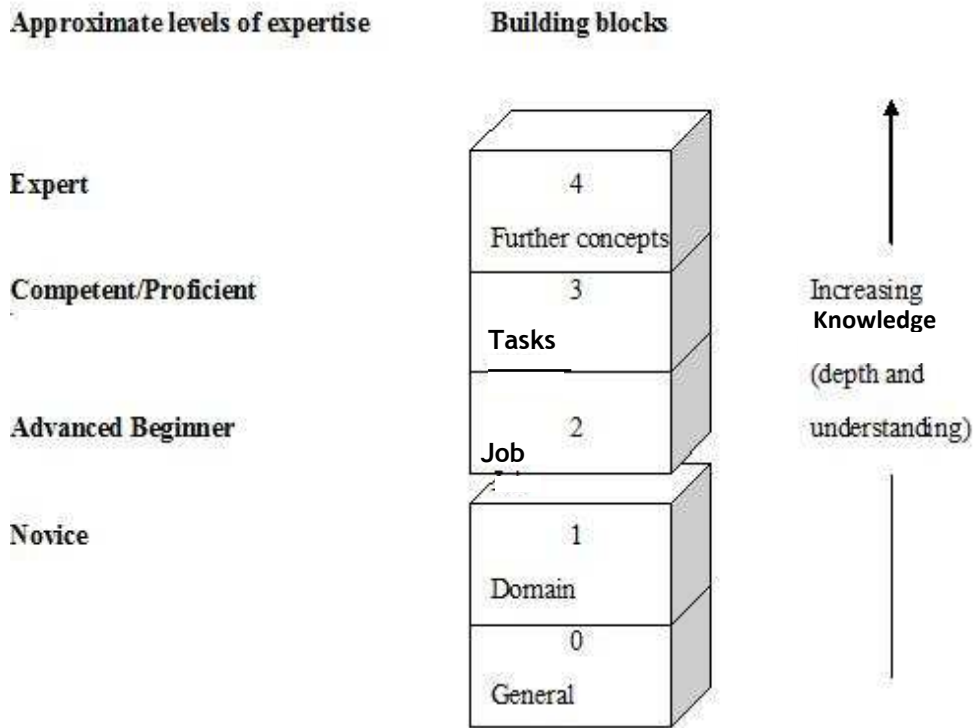 Approximate levels of expertise
Building blocks
Expert
4
Further concepts
Competent/Proficient
3
Tasks
Increasing
Knowledge
(depth and
understanding)
Advanced Beginner
2
Job
Novice
1
Domain
0
General